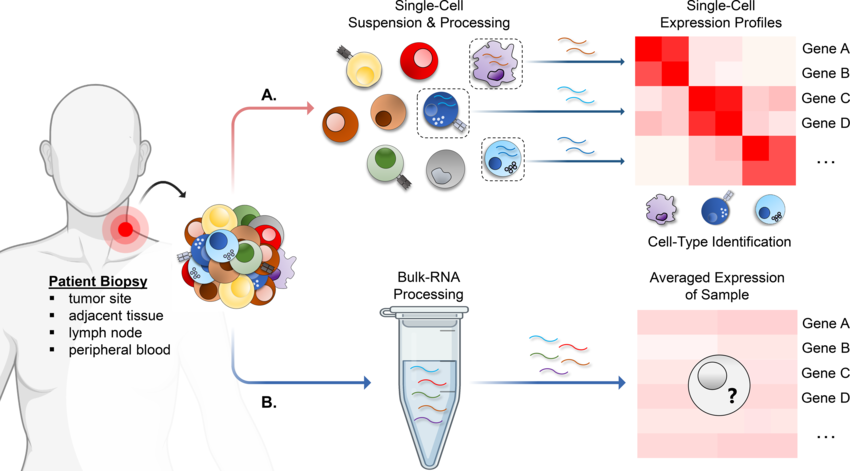 Single-Cell
Suspension & Processing
Single-Cell
Expression Profiles
A.
Gene A
Gene B
Gene C
Gene D
...
Cell-Type Identification
Patient Biopsy
▪ tumor site
▪ adjacent tissue
▪ lymph node
▪ peripheral blood
Bulk-RNA
Processing
Averaged Expression
of Sample
B.
Gene A
Gene B
Gene C
Gene D
...
?